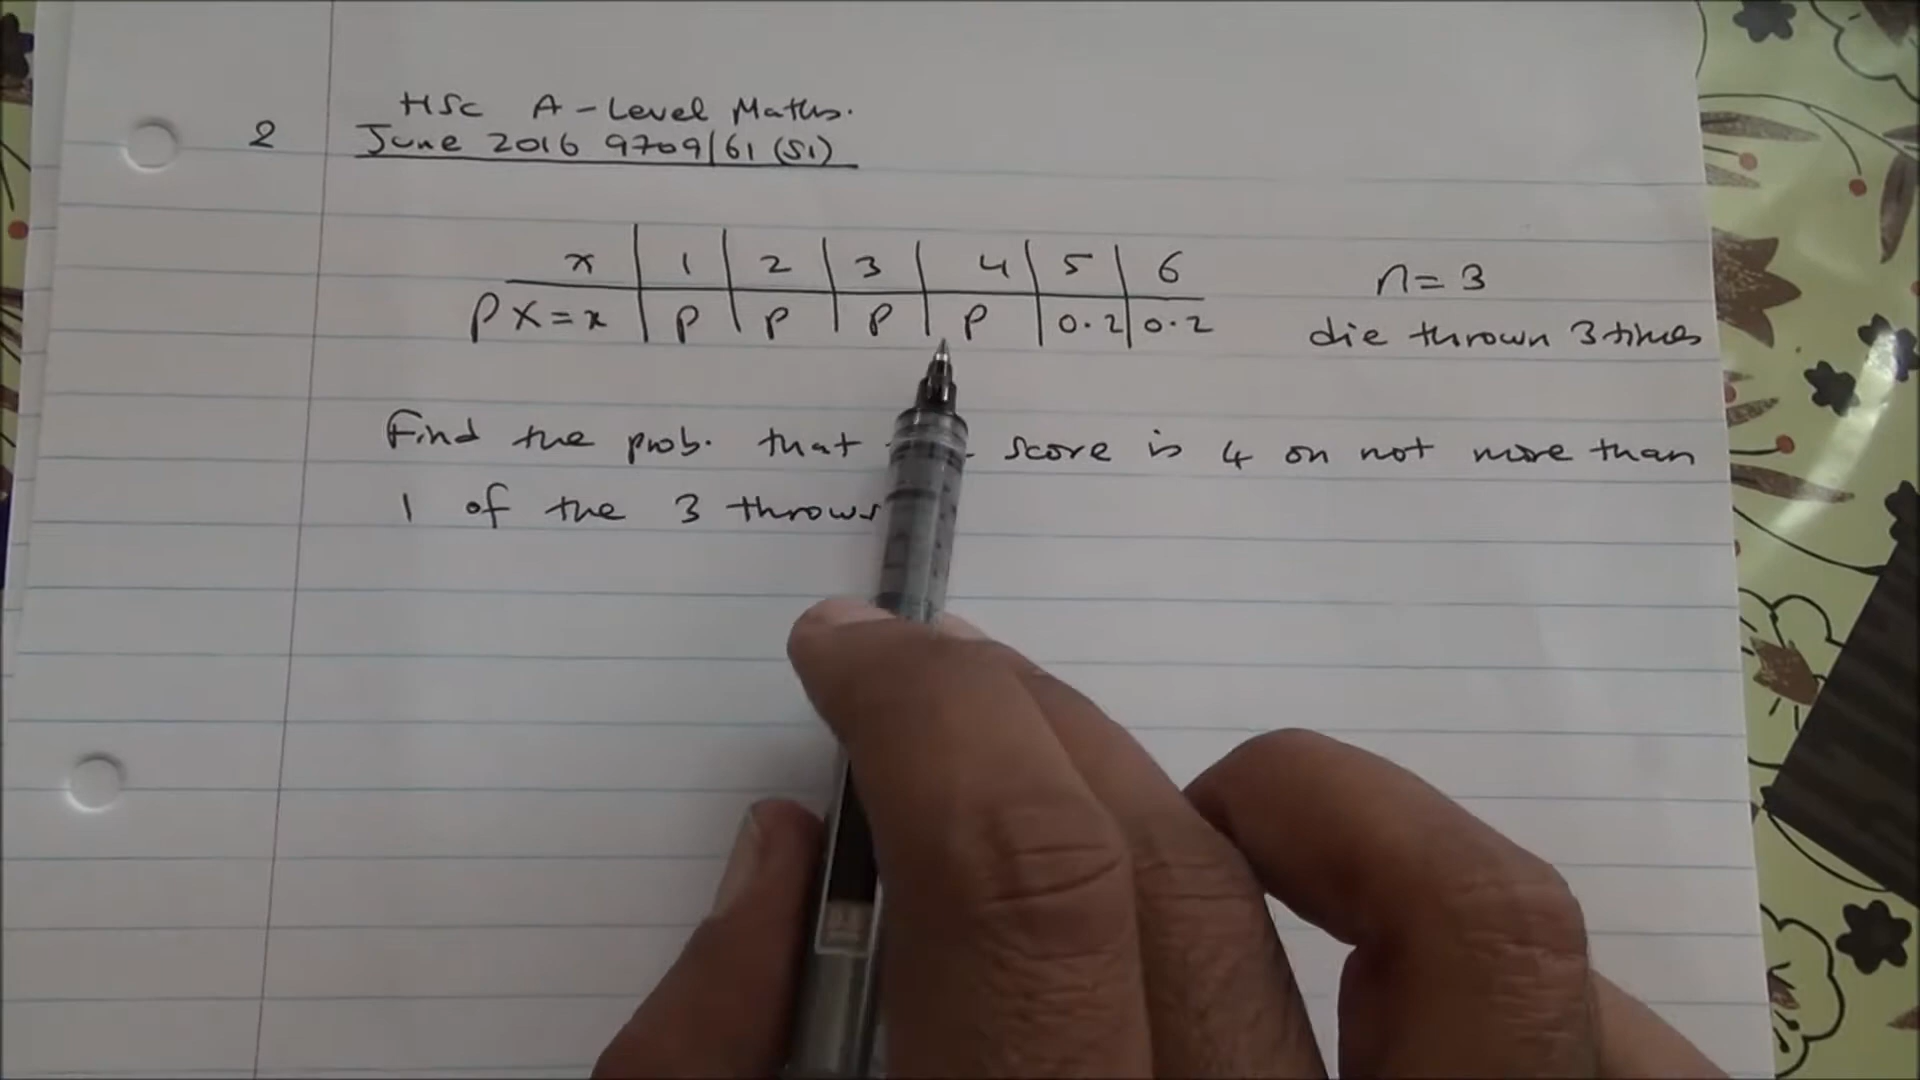 HSc A-Level Maths.
2 June 2016 9709/61 (S1)
x 1 2 3 4 5 6
P X = x p p p p 0.2 0.2
n = 3
die thrown 3 times
Find the prob. that score is 4 on not more than
1 of the 3 throws